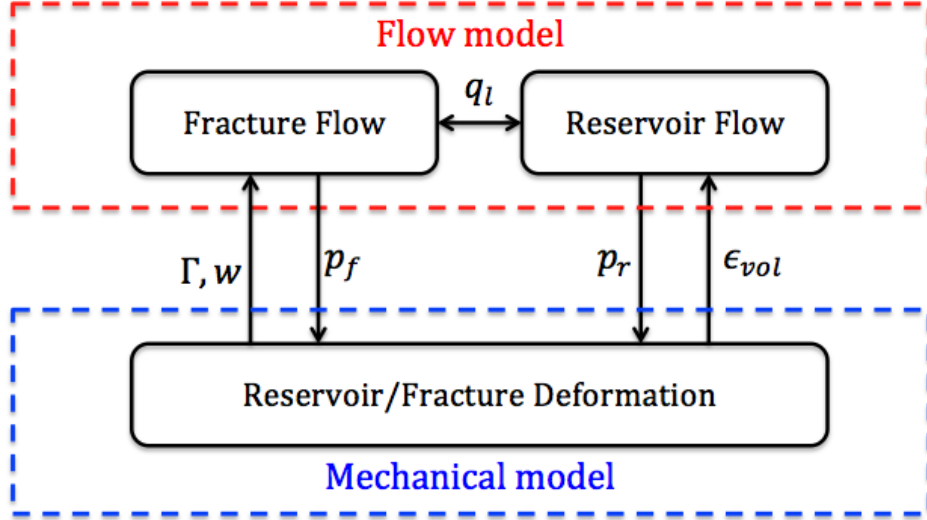 Flow model
q_l
Fracture Flow
Reservoir Flow
Γ, w
p_f
p_r
ϵ_vol
Reservoir/Fracture Deformation
Mechanical model